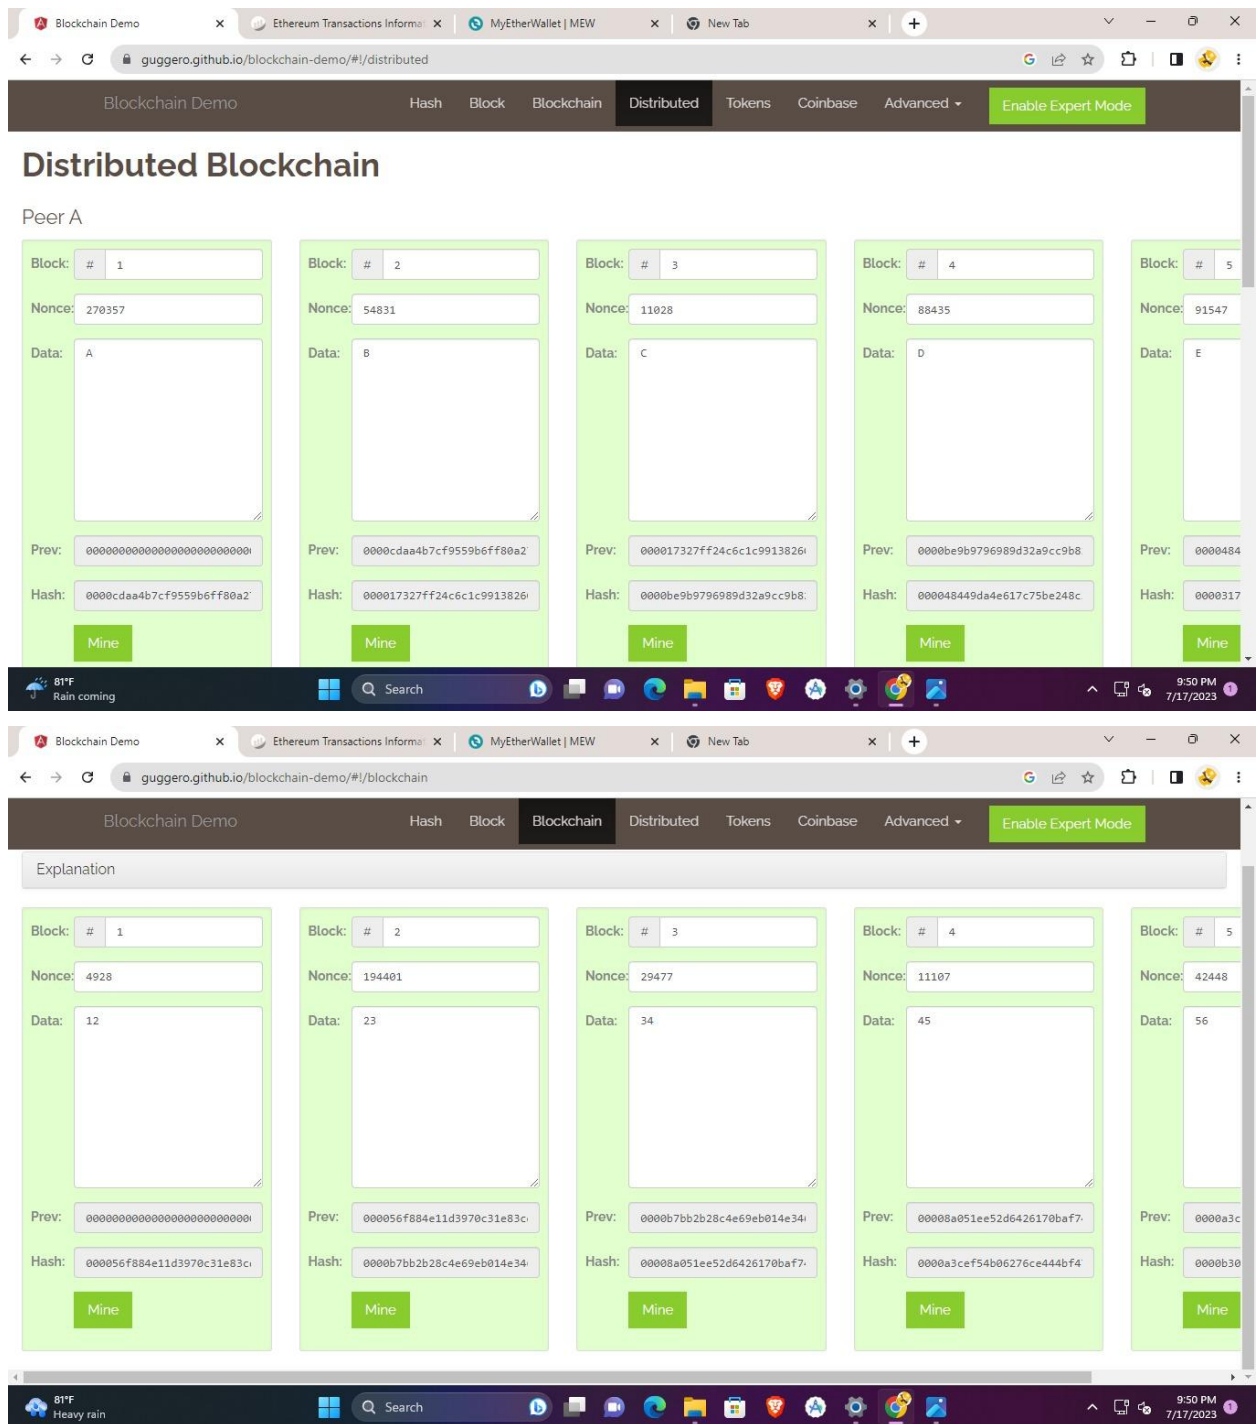 Blockchain Demo Ethereum Transactions Informat MyEtherWallet | MEW New Tab
guggero.github.io/blockchain-demo/#!/distributed
Blockchain Demo Hash Block Blockchain Distributed Tokens Coinbase Advanced Enable Expert Mode
Distributed Blockchain
Peer A
Block: # 1 Block: # 2 Block: # 3 Block: # 4 Block: # 5
Nonce: 270357 Nonce: 54831 Nonce: 11028 Nonce: 88435 Nonce: 91547
Data: A Data: B Data: C Data: D Data: E
Prev: 0000000000000000000000000 Prev: 0000cdaa4b7cf9559b6ff80a2 Prev: 000017327ff24c6c1c9913826 Prev: 0000be9b9796989d32a9cc9b8 Prev: 0000484
Hash: 0000cdaa4b7cf9559b6ff80a2 Hash: 000017327ff24c6c1c9913826 Hash: 0000be9b9796989d32a9cc9b8 Hash: 000048449da4e617c75be248c Hash: 0000317
Mine Mine Mine Mine Mine
81°F Search 9:50 PM 1
Rain coming 7/17/2023
Blockchain Demo Ethereum Transactions Informat MyEtherWallet | MEW New Tab
guggero.github.io/blockchain-demo/#!/blockchain
Blockchain Demo Hash Block Blockchain Distributed Tokens Coinbase Advanced Enable Expert Mode
Explanation
Block: # 1 Block: # 2 Block: # 3 Block: # 4 Block: # 5
Nonce: 4928 Nonce: 194401 Nonce: 29477 Nonce: 11107 Nonce: 42448
Data: 12 Data: 23 Data: 34 Data: 45 Data: 56
Prev: 0000000000000000000000000 Prev: 000056f884e11d3970c31e83c Prev: 0000b7bb2b28c4e69eb014e34 Prev: 00008a051ee52d6426170baf7 Prev: 0000a3c
Hash: 000056f884e11d3970c31e83c Hash: 0000b7bb2b28c4e69eb014e34 Hash: 00008a051ee52d6426170baf7 Hash: 0000a3cef54b06276ce444bf4 Hash: 0000b30
Mine Mine Mine Mine Mine
81°F Search 9:50 PM 1
Heavy rain 7/17/2023